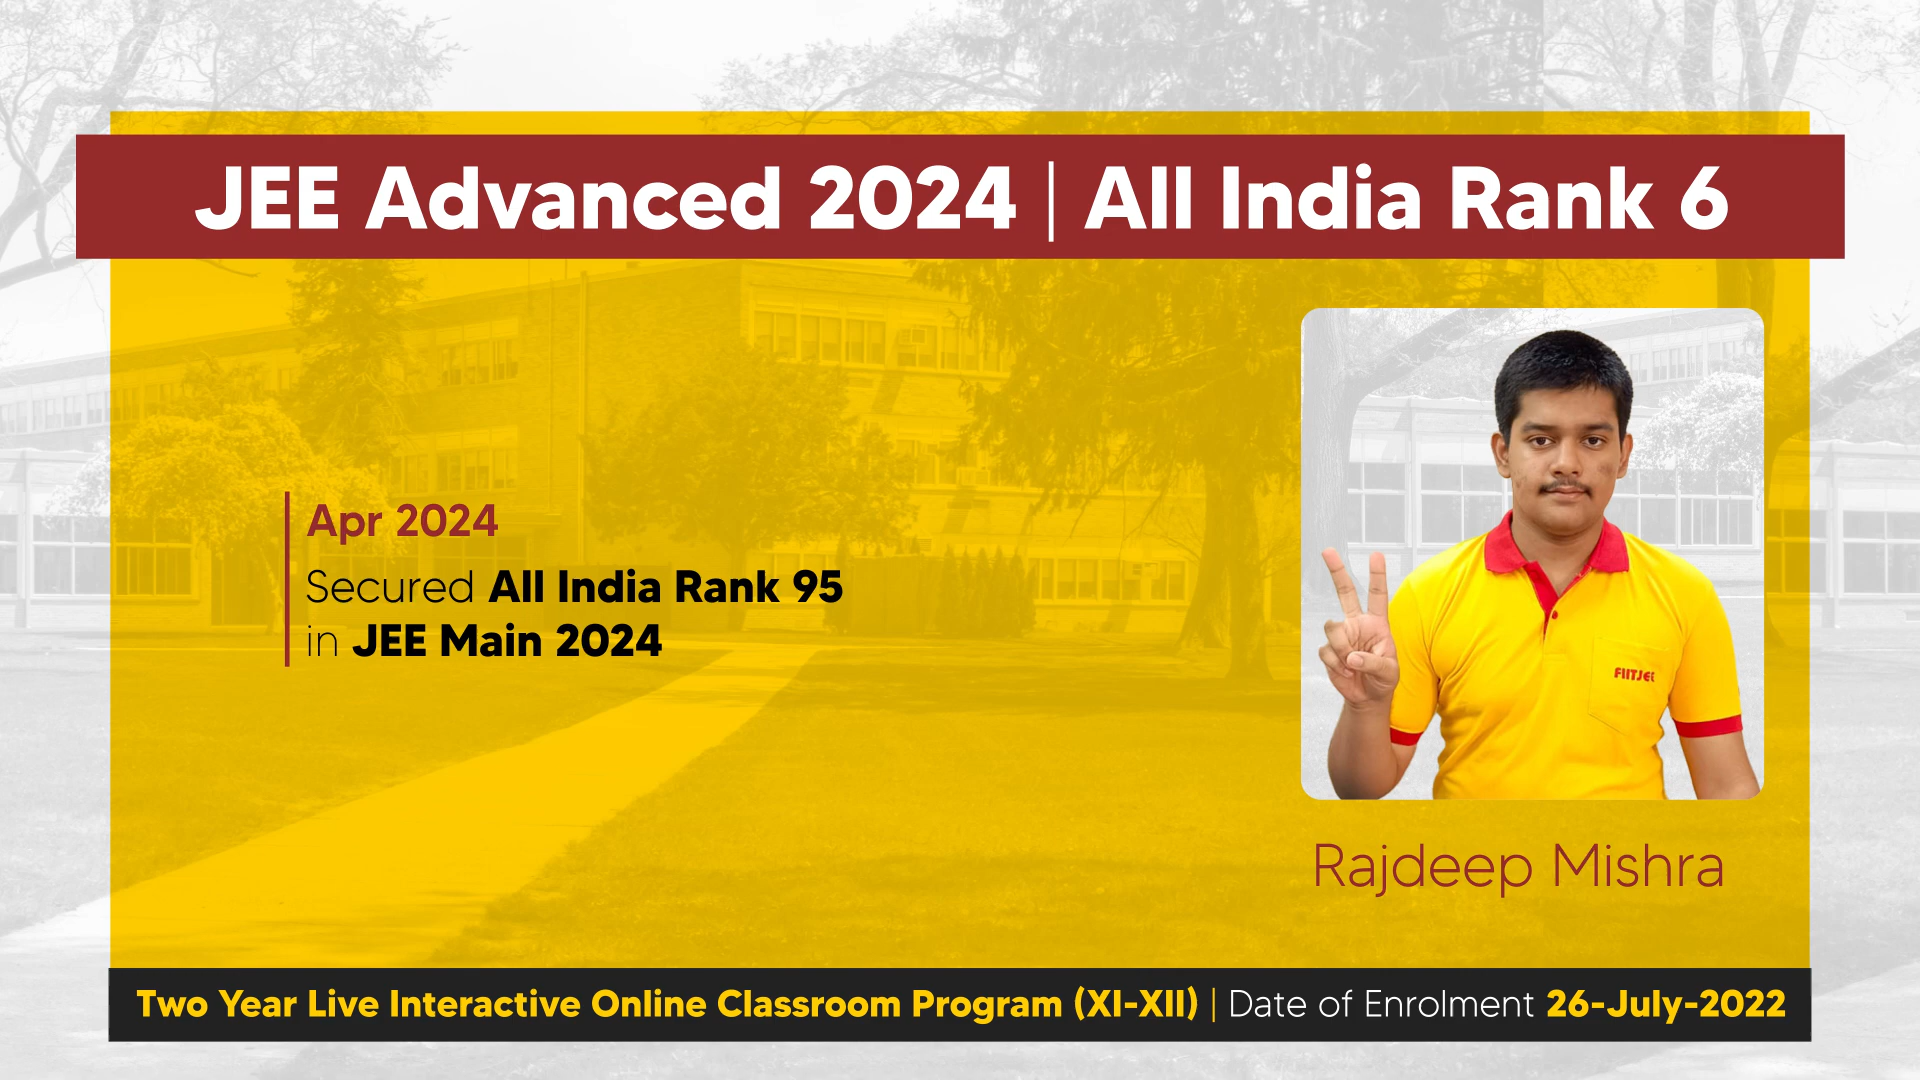 JEE Advanced 2024 | All India Rank 6
Apr 2024
Secured All India Rank 95
in JEE Main 2024
FIITJEE
Rajdeep Mishra
Two Year Live Interactive Online Classroom Program (XI-XII) | Date of Enrolment 26-July-2022